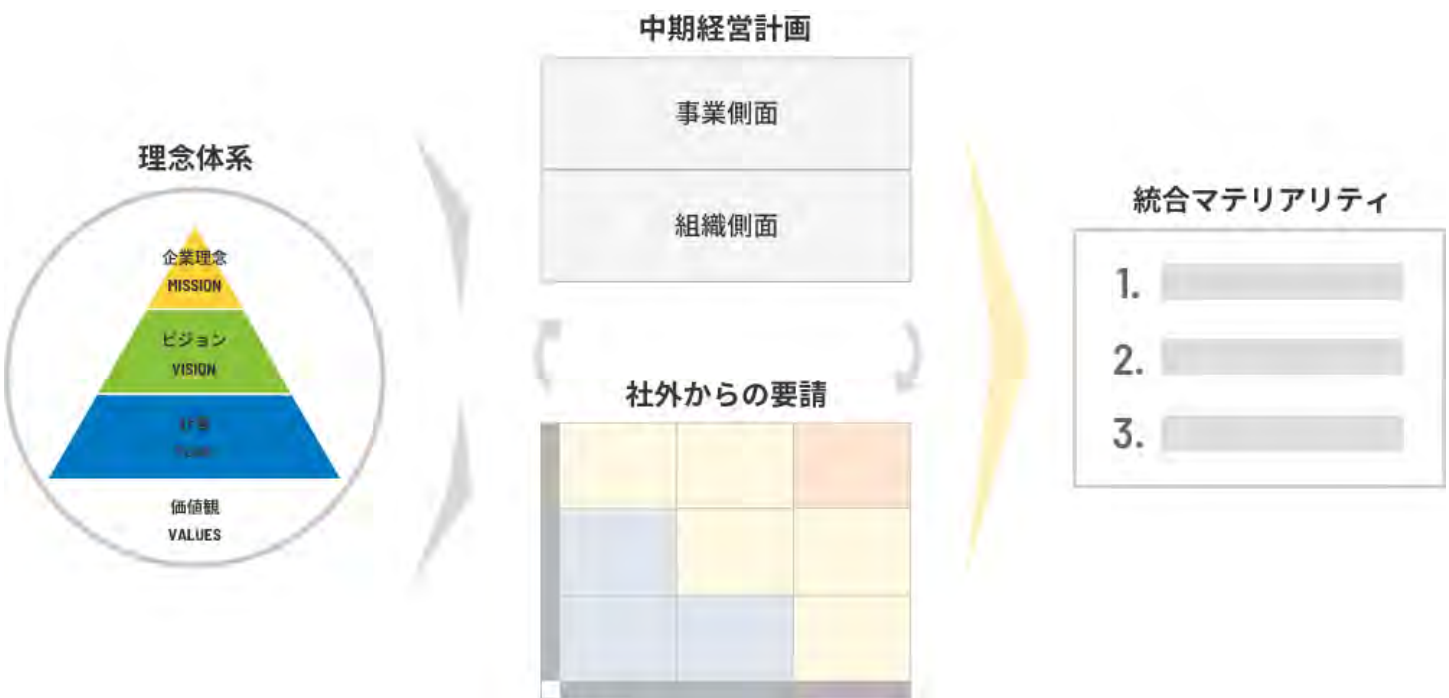 理念体系
企業理念
MISSION
ビジョン
VISION
価値観
VALUES
中期経営計画
事業側面
組織側面
社外からの要請
統合マテリアリティ
1.
2.
3.